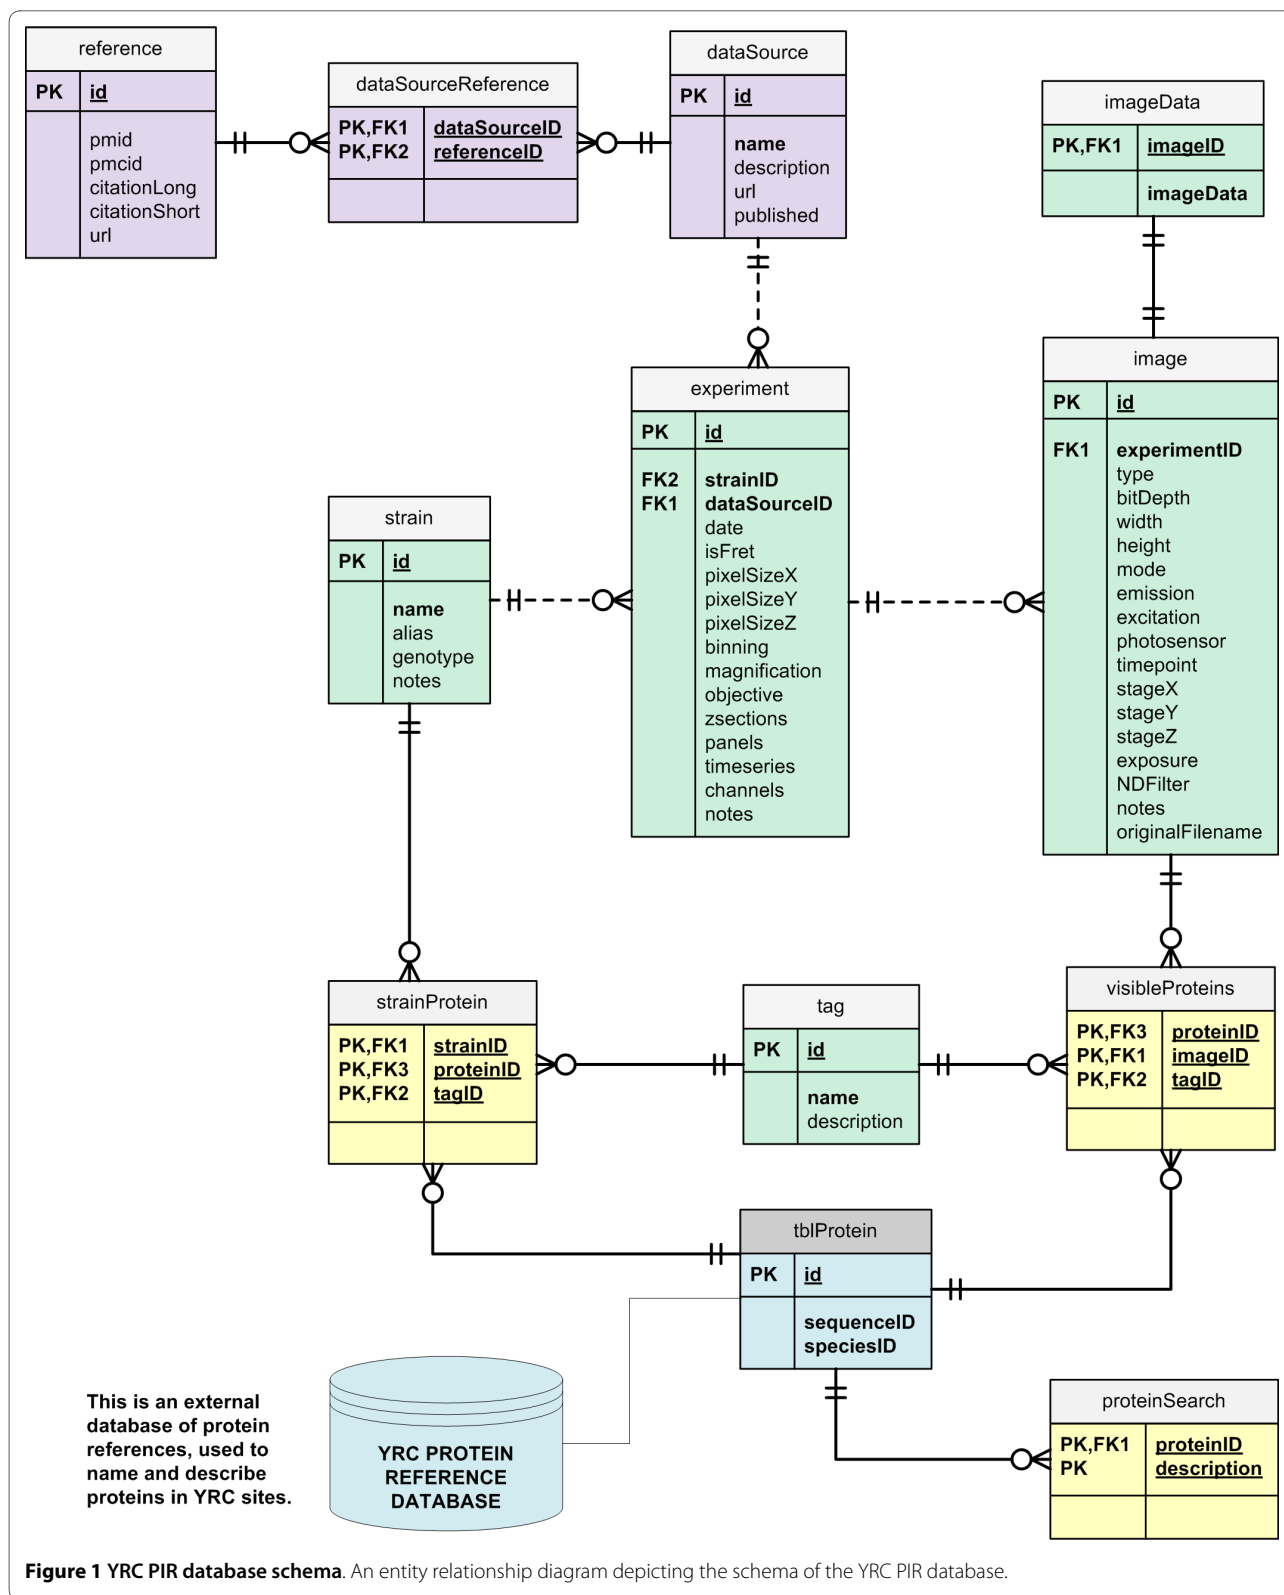 reference
PK id
pmid
pmcid
citationLong
citationShort
url
dataSourceReference
PK,FK1 dataSourceID
PK,FK2 referenceID
dataSource
PK id
name
description
url
published
imageData
PK,FK1 imageID
imageData
experiment
PK id
FK2 strainID
FK1 dataSourceID
date
isFret
pixelSizeX
pixelSizeY
pixelSizeZ
binning
magnification
objective
zsections
panels
timeseries
channels
notes
image
PK id
FK1 experimentID
type
bitDepth
width
height
mode
emission
excitation
photosensor
timepoint
stageX
stageY
stageZ
exposure
NDFilter
notes
originalFilename
strain
PK id
name
alias
genotype
notes
strainProtein
PK,FK1 strainID
PK,FK3 proteinID
PK,FK2 tagID
tag
PK id
name
description
visibleProteins
PK,FK3 proteinID
PK,FK1 imageID
PK,FK2 tagID
tblProtein
PK id
sequenceID
speciesID
This is an external
database of protein
references, used to
name and describe
proteins in YRC sites.
YRC PROTEIN
REFERENCE
DATABASE
proteinSearch
PK,FK1 proteinID
PK description
Figure 1 YRC PIR database schema. An entity relationship diagram depicting the schema of the YRC PIR database.